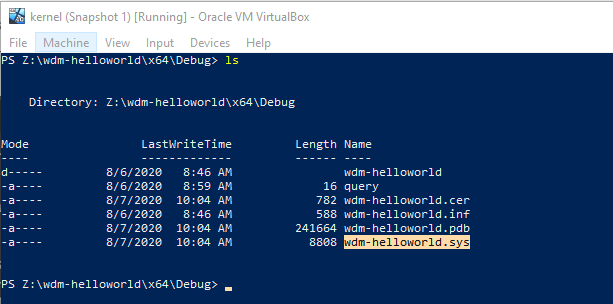 kernel (Snapshot 1) [Running] - Oracle VM VirtualBox
File Machine View Input Devices Help
PS Z:\wdm-helloworld\x64\Debug> ls
Directory: Z:\wdm-helloworld\x64\Debug
Mode LastWriteTime Length Name
---- ------------- ------ ----
d----- 8/6/2020 8:46 AM wdm-helloworld
-a---- 8/6/2020 8:59 AM 16 query
-a---- 8/7/2020 10:04 AM 782 wdm-helloworld.cer
-a---- 8/6/2020 8:46 AM 588 wdm-helloworld.inf
-a---- 8/7/2020 10:04 AM 241664 wdm-helloworld.pdb
-a---- 8/7/2020 10:04 AM 8808 wdm-helloworld.sys
PS Z:\wdm-helloworld\x64\Debug> _